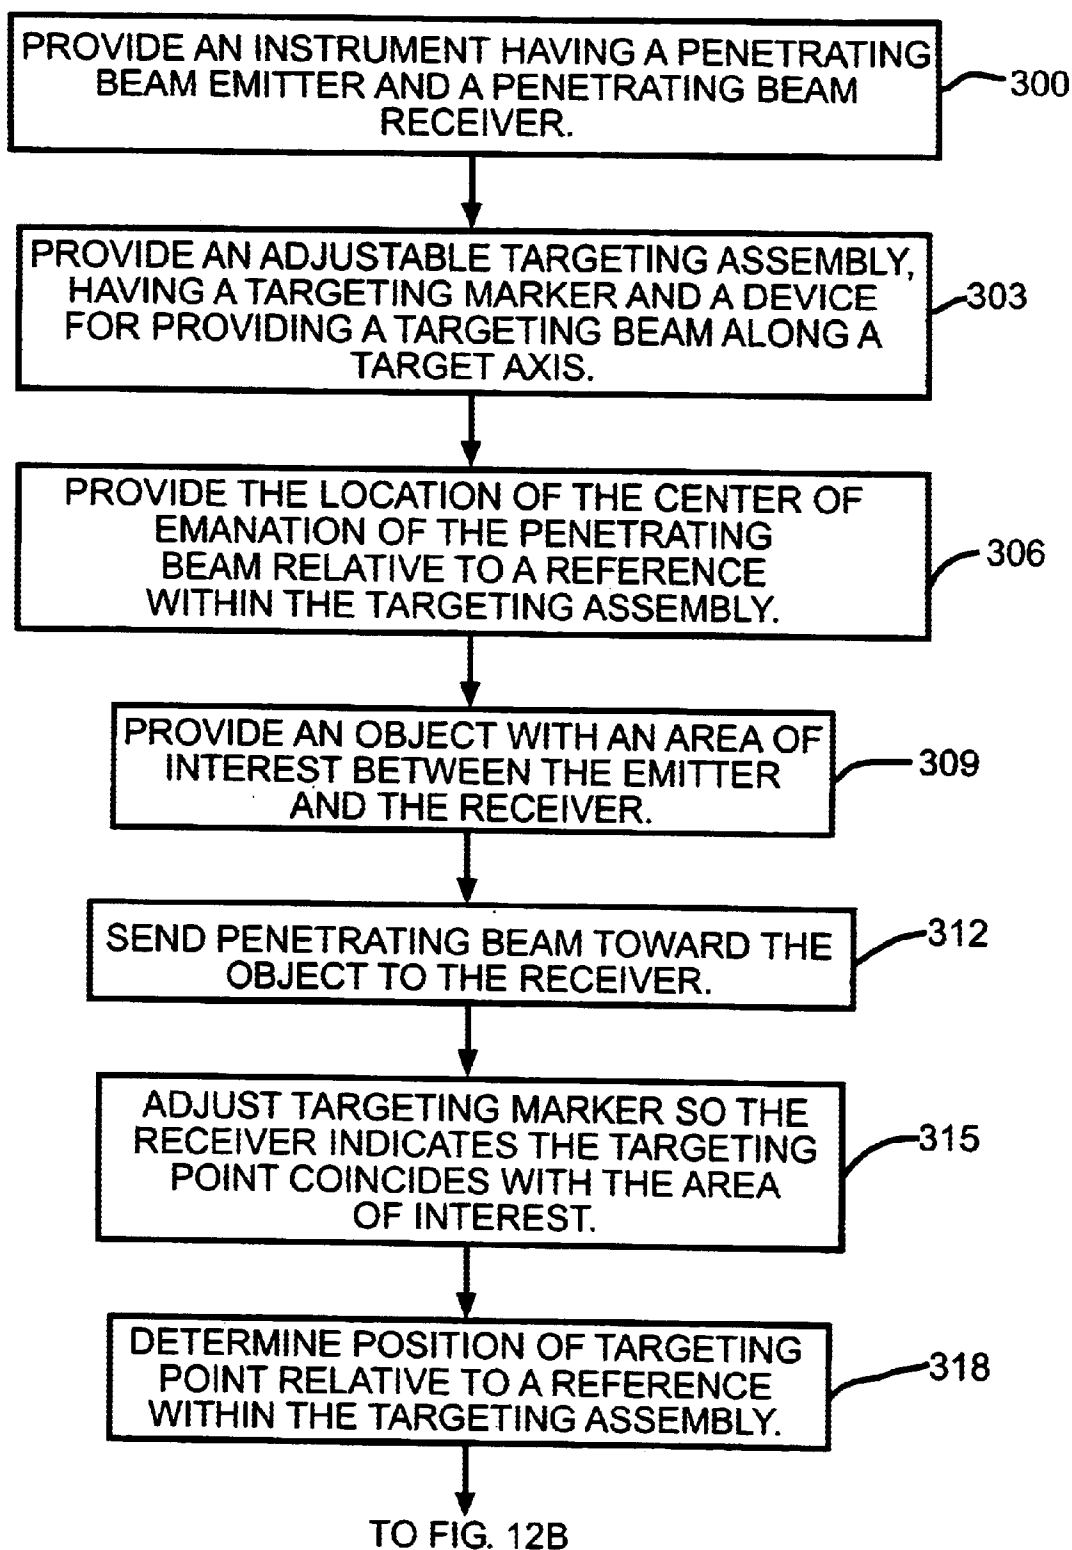 PROVIDE AN INSTRUMENT HAVING A PENETRATING
BEAM EMITTER AND A PENETRATING BEAM
RECEIVER.
300
PROVIDE AN ADJUSTABLE TARGETING ASSEMBLY,
HAVING A TARGETING MARKER AND A DEVICE
FOR PROVIDING A TARGETING BEAM ALONG A
TARGET AXIS.
303
PROVIDE THE LOCATION OF THE CENTER OF
EMANATION OF THE PENETRATING
BEAM RELATIVE TO A REFERENCE
WITHIN THE TARGETING ASSEMBLY.
306
PROVIDE AN OBJECT WITH AN AREA OF
INTEREST BETWEEN THE EMITTER
AND THE RECEIVER.
309
SEND PENETRATING BEAM TOWARD THE
OBJECT TO THE RECEIVER.
312
ADJUST TARGETING MARKER SO THE
RECEIVER INDICATES THE TARGETING
POINT COINCIDES WITH THE AREA
OF INTEREST.
315
DETERMINE POSITION OF TARGETING
POINT RELATIVE TO A REFERENCE
WITHIN THE TARGETING ASSEMBLY.
318
TO FIG. 12B